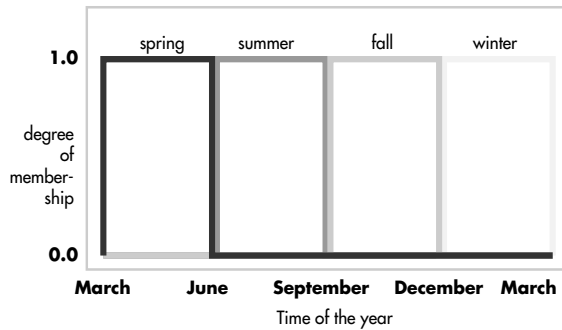 spring summer fall winter
1.0
degree
of
member-
ship
0.0
March June September December March
Time of the year